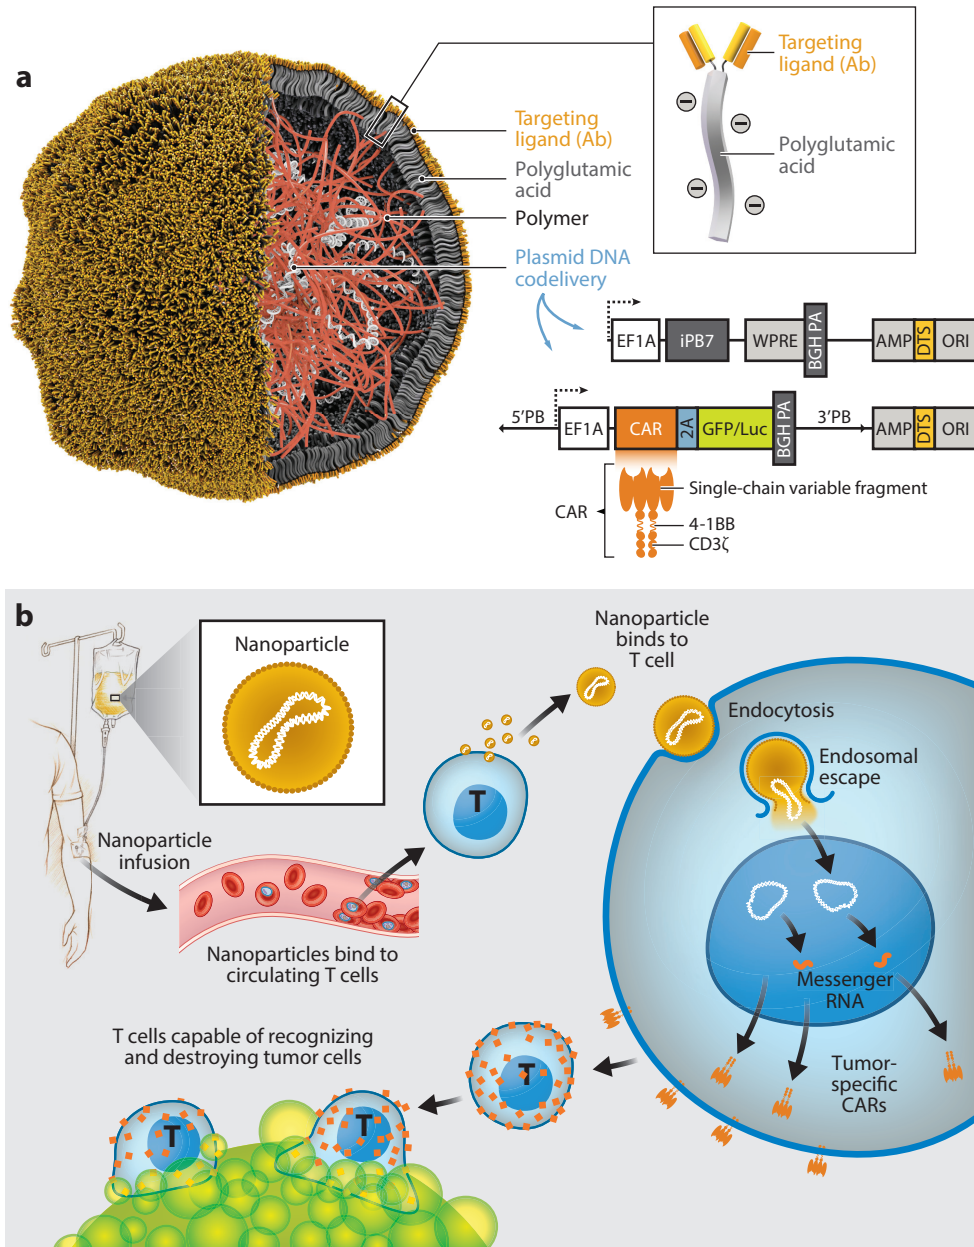 a
Targeting
ligand (Ab)
Polyglutamic
acid
Targeting
ligand (Ab)
Polyglutamic
acid
Polymer
Plasmid DNA
codelivery
EF1A
iPB7
WPRE
BGH PA
AMP
DTS
ORI
5′PB
EF1A
CAR
2A
GFP/Luc
BGH PA
3′PB
AMP
DTS
ORI
CAR
Single-chain variable fragment
4-1BB
CD3ζ
b
Nanoparticle
Nanoparticle
infusion
Nanoparticles bind to
circulating T cells
T
Nanoparticle
binds to
T cell
Endocytosis
Endosomal
escape
Messenger
RNA
Tumor-
specific
CARs
T
T cells capable of recognizing
and destroying tumor cells
T
T